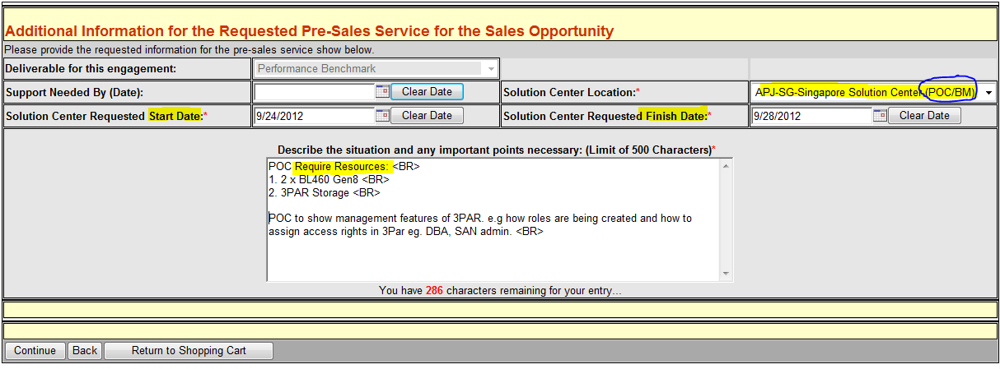 Additional Information for the Requested Pre-Sales Service for the Sales Opportunity
Please provide the requested information for the pre-sales service show below.
Deliverable for this engagement: Performance Benchmark
Support Needed By (Date): Clear Date Solution Center Location:* APJ-SG-Singapore Solution Center (POC/BM)
Solution Center Requested Start Date:* 9/24/2012 Clear Date Solution Center Requested Finish Date:* 9/28/2012 Clear Date
Describe the situation and any important points necessary: (Limit of 500 Characters)*
POC Require Resources: <BR>
1. 2 x BL460 Gen8 <BR>
2. 3PAR Storage <BR>
POC to show management features of 3PAR. e.g how roles are being created and how to
assign access rights in 3Par eg. DBA, SAN admin. <BR>
You have 286 characters remaining for your entry...
Continue Back Return to Shopping Cart